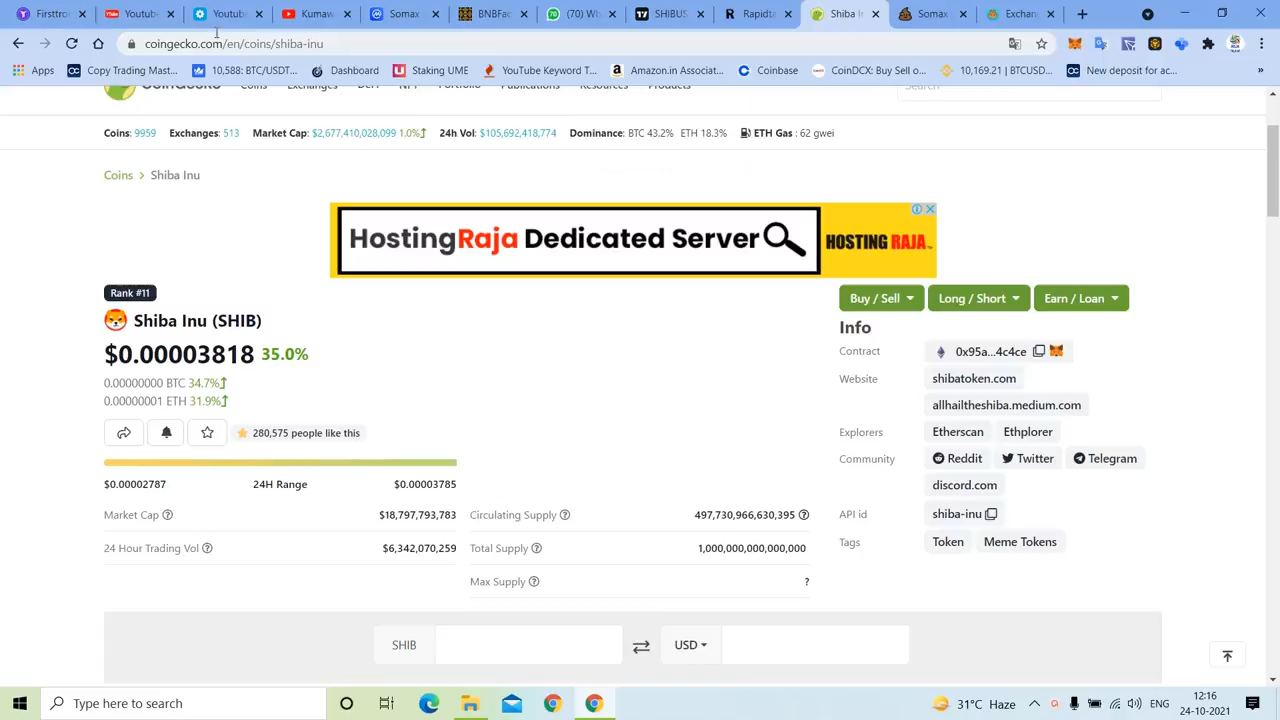 Firstro
(70) W
SHIBUS
Rapidta
Shiba In
Somax
coingecko.com/en/coins/shiba-inu
Apps
Copy Trading Mast...
10,588: BTC/USDT...
Dashboard
Staking UME
YouTube Keyword T...
Amazon.in Associat...
Coinbase
CoinDCX: Buy Sell o...
10,169.21 | BTCUSD...
New deposit for ac...
»
CoinGecko
Coins
Exchanges
DeFi
NFT
Portfolio
Publications
Resources
Products
Search
Coins: 9959
Exchanges: 513
Market Cap: $2,677,410,028,099 1.0%
24h Vol: $105,692,418,774
Dominance: BTC 43.2% ETH 18.3%
ETH Gas : 62 gwei
Coins > Shiba Inu
HostingRaja Dedicated Server
HOSTING RAJA
Rank #11
Shiba Inu (SHIB)
$0.00003818 35.0%
0.00000000 BTC 34.7%
0.00000001 ETH 31.9%
280,575 people like this
$0.00002787
24H Range
$0.00003785
Market Cap
$18,797,793,783
24 Hour Trading Vol
$6,342,070,259
Circulating Supply
497,730,966,630,395
Total Supply
1,000,000,000,000,000
Max Supply
?
Buy / Sell
Long / Short
Earn / Loan
Info
Contract
0x95a...4c4ce
Website
shibatoken.com
allhailtheshiba.medium.com
Explorers
Etherscan
Ethplorer
Community
Reddit
Twitter
Telegram
discord.com
API id
shiba-inu
Tags
Token
Meme Tokens
SHIB
USD
Type here to search
31°C Haze
12:16
24-10-2021